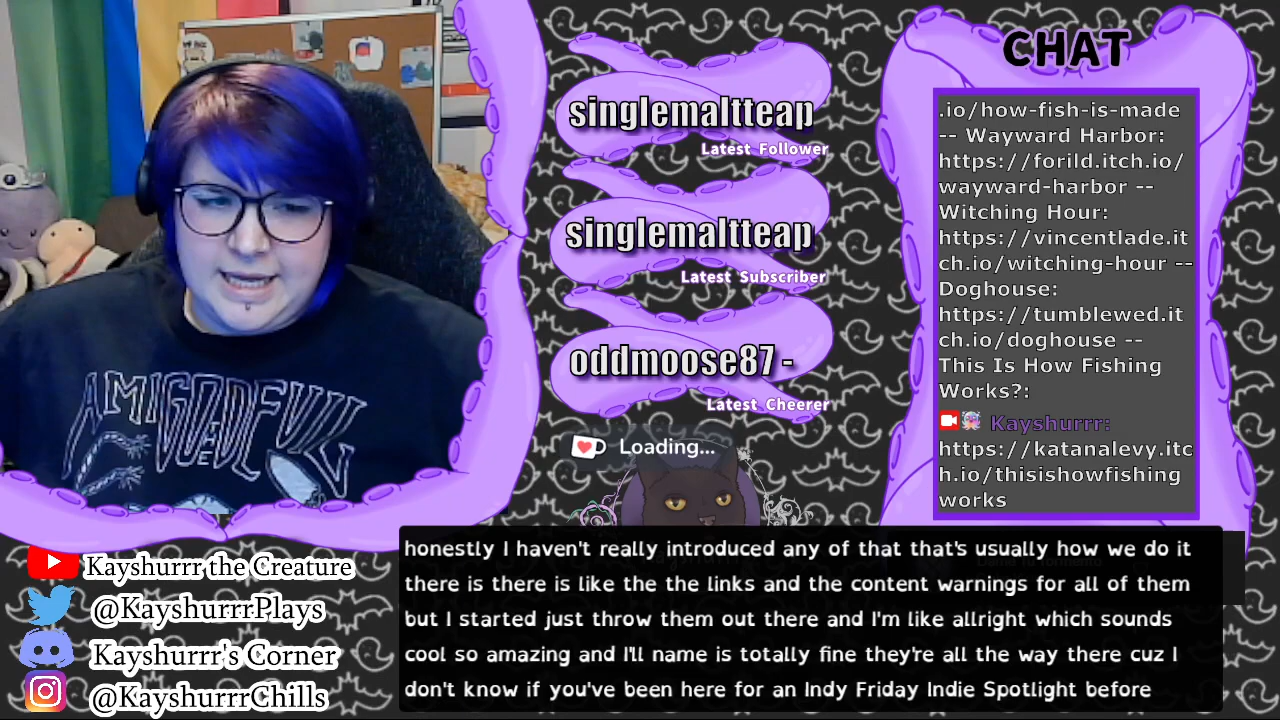 AMIGODEVIL
singlemaltteap
Latest Follower
singlemaltteap
Latest Subscriber
oddmoose87 -
Latest Cheerer
Loading...
CHAT
.io/how-fish-is-made
-- Wayward Harbor:
https://forild.itch.io/
wayward-harbor --
Witching Hour:
https://vincentlade.it
ch.io/witching-hour --
Doghouse:
https://tumblewed.it
ch.io/doghouse --
This Is How Fishing
Works?:
Kayshurrr:
https://katanalevy.itc
h.io/thisishowfishing
works
Kayshurrr the Creature
@KayshurrrPlays
Kayshurrr's Corner
@KayshurrrChills
honestly I haven't really introduced any of that that's usually how we do it
there is there is like the the links and the content warnings for all of them
but I started just throw them out there and I'm like allright which sounds
cool so amazing and I'll name is totally fine they're all the way there cuz I
don't know if you've been here for an Indy Friday Indie Spotlight before